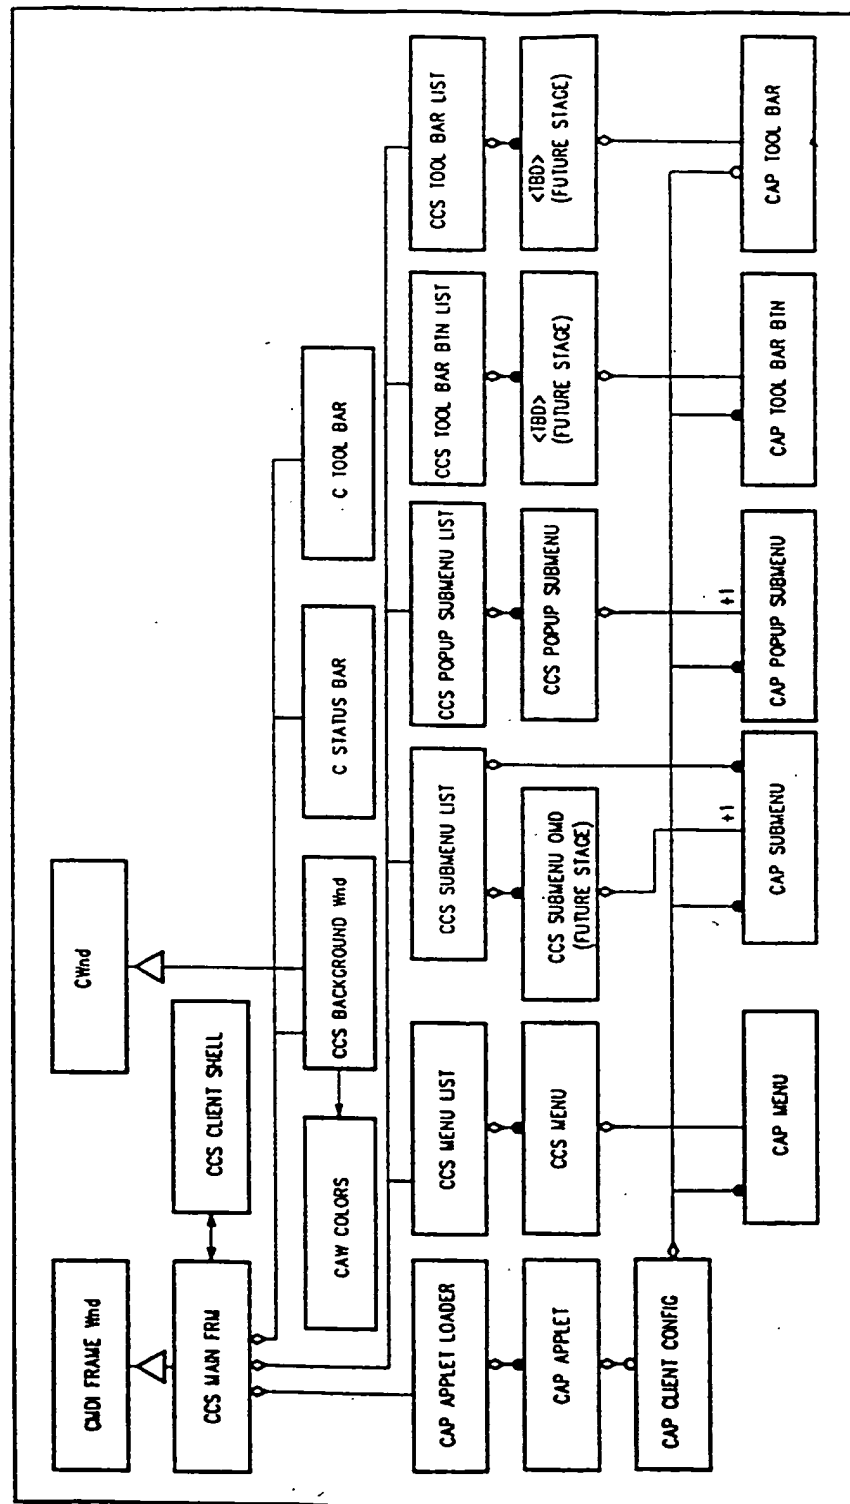 CMDI FRAME Wnd
CWnd
CCS MAIN FRM
CCS CLIENT SHELL
CAW COLORS
CCS BACKGROUND Wnd
C STATUS BAR
C TOOL BAR
CAP APPLET LOADER
CCS MENU LIST
CCS SUBMENU LIST
CCS POPUP SUBMENU LIST
CCS TOOL BAR BTN LIST
CCS TOOL BAR LIST
CAP APPLET
CCS MENU
CCS SUBMENU OMD
(FUTURE STAGE)
CCS POPUP SUBMENU
<TBD>
(FUTURE STAGE)
<TBD>
(FUTURE STAGE)
CAP CLIENT CONFIG
+1
+1
CAP MENU
CAP SUBMENU
CAP POPUP SUBMENU
CAP TOOL BAR BTN
CAP TOOL BAR